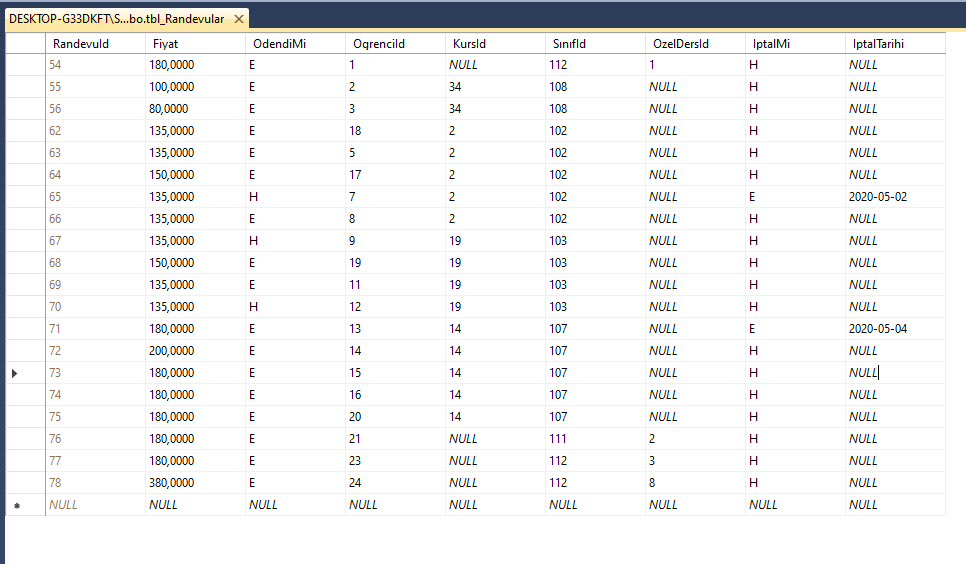 DESKTOP-G33DKFT\S...bo.tbl_Randevular
RandevuId Fiyat OdendiMi OgrenciId KursId SınıfId OzelDersId IptalMi IptalTarihi
54 180,0000 E 1 NULL 112 1 H NULL
55 100,0000 E 2 34 108 NULL H NULL
56 80,0000 E 3 34 108 NULL H NULL
62 135,0000 E 18 2 102 NULL H NULL
63 135,0000 E 5 2 102 NULL H NULL
64 150,0000 E 17 2 102 NULL H NULL
65 135,0000 H 7 2 102 NULL E 2020-05-02
66 135,0000 E 8 2 102 NULL H NULL
67 135,0000 H 9 19 103 NULL H NULL
68 150,0000 E 19 19 103 NULL H NULL
69 135,0000 E 11 19 103 NULL H NULL
70 135,0000 H 12 19 103 NULL H NULL
71 180,0000 E 13 14 107 NULL E 2020-05-04
72 200,0000 E 14 14 107 NULL H NULL
73 180,0000 E 15 14 107 NULL H NULL
74 180,0000 E 16 14 107 NULL H NULL
75 180,0000 E 20 14 107 NULL H NULL
76 180,0000 E 21 NULL 111 2 H NULL
77 180,0000 E 23 NULL 112 3 H NULL
78 380,0000 E 24 NULL 112 8 H NULL
NULL NULL NULL NULL NULL NULL NULL NULL NULL